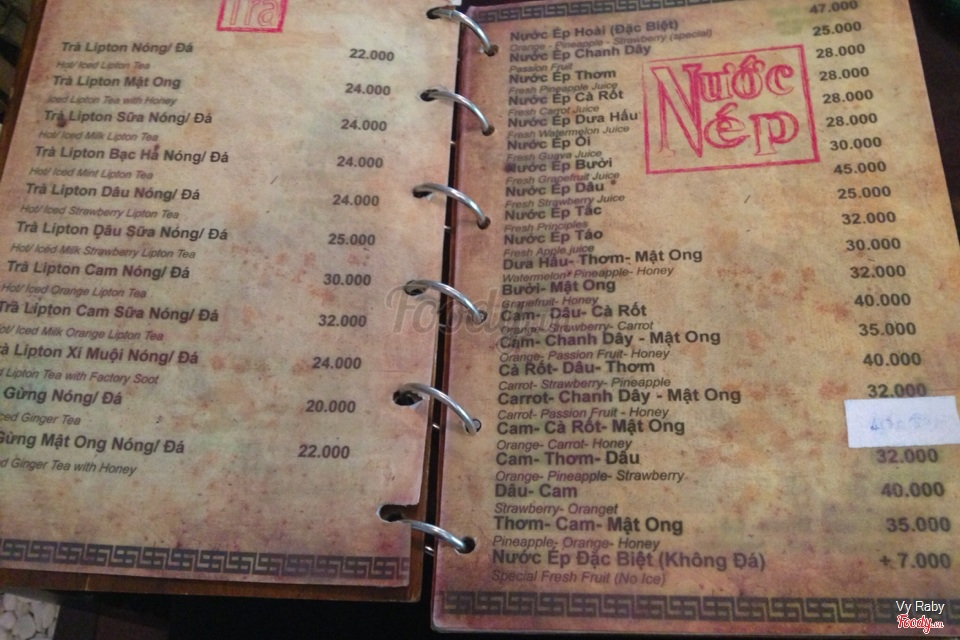 Trà
Trà Lipton Nóng/ Đá 22.000
Hot/ Iced Lipton Tea
Trà Lipton Mật Ong 24.000
Iced Lipton Tea with Honey
Trà Lipton Sữa Nóng/ Đá 24.000
Hot/ Iced Milk Lipton Tea
Trà Lipton Bạc Hà Nóng/ Đá 24.000
Hot/ Iced Mint Lipton Tea
Trà Lipton Dâu Nóng/ Đá 24.000
Hot/ Iced Strawberry Lipton Tea
Trà Lipton Dâu Sữa Nóng/ Đá 25.000
Hot/ Iced Milk Strawberry Lipton Tea
Trà Lipton Cam Nóng/ Đá 30.000
Hot/ Iced Orange Lipton Tea
Trà Lipton Cam Sữa Nóng/ Đá 32.000
Hot/ Iced Milk Orange Lipton Tea
Lipton Xí Muội Nóng/ Đá 24.000
Lipton Tea with Factory Soot
Gừng Nóng/ Đá 20.000
Ginger Tea
Gừng Mật Ong Nóng/ Đá 22.000
Ginger Tea with Honey
Nước
ép
Nước Ép Hoài (Đặc Biệt) 47.000
Orange - Pineapple - Strawberry (special)
Nước Ép Chanh Dây 25.000
Passion Fruit
Nước Ép Thơm 28.000
Fresh Pineapple Juice
Nước Ép Cà Rốt 28.000
Fresh Carrot Juice
Nước Ép Dưa Hấu 28.000
Fresh Watermelon Juice
Nước Ép Ổi 28.000
Fresh Guava Juice
Nước Ép Bưởi 30.000
Fresh Grapefruit Juice
Nước Ép Dâu 45.000
Fresh Strawberry Juice
Nước Ép Tắc 25.000
Fresh Principles
Nước Ép Táo 32.000
Fresh Apple juice
Dưa Hấu- Thơm- Mật Ong 30.000
Watermelon- Pineapple- Honey
Bưởi- Mật Ong 32.000
Grapefruit- Honey
Cam- Dâu- Cà Rốt 40.000
Orange- Strawberry- Carrot
Cam- Chanh Dây - Mật Ong 35.000
Orange- Passion Fruit- Honey
Cà Rốt- Dâu- Thơm 40.000
Carrot- Strawberry- Pineapple
Carrot- Chanh Dây - Mật Ong 32.000
Carrot- Passion Fruit - Honey
Cam- Cà Rốt- Mật Ong
Orange- Carrot- Honey
Cam- Thơm- Dâu 32.000
Orange- Pineapple- Strawberry
Dâu- Cam 40.000
Strawberry- Oranget
Thơm- Cam- Mật Ong 35.000
Pineapple- Orange- Honey
Nước Ép Đặc Biệt (Không Đá) + 7.000
Special Fresh Fruit (No Ice)
Vy Raby
Foody.vn